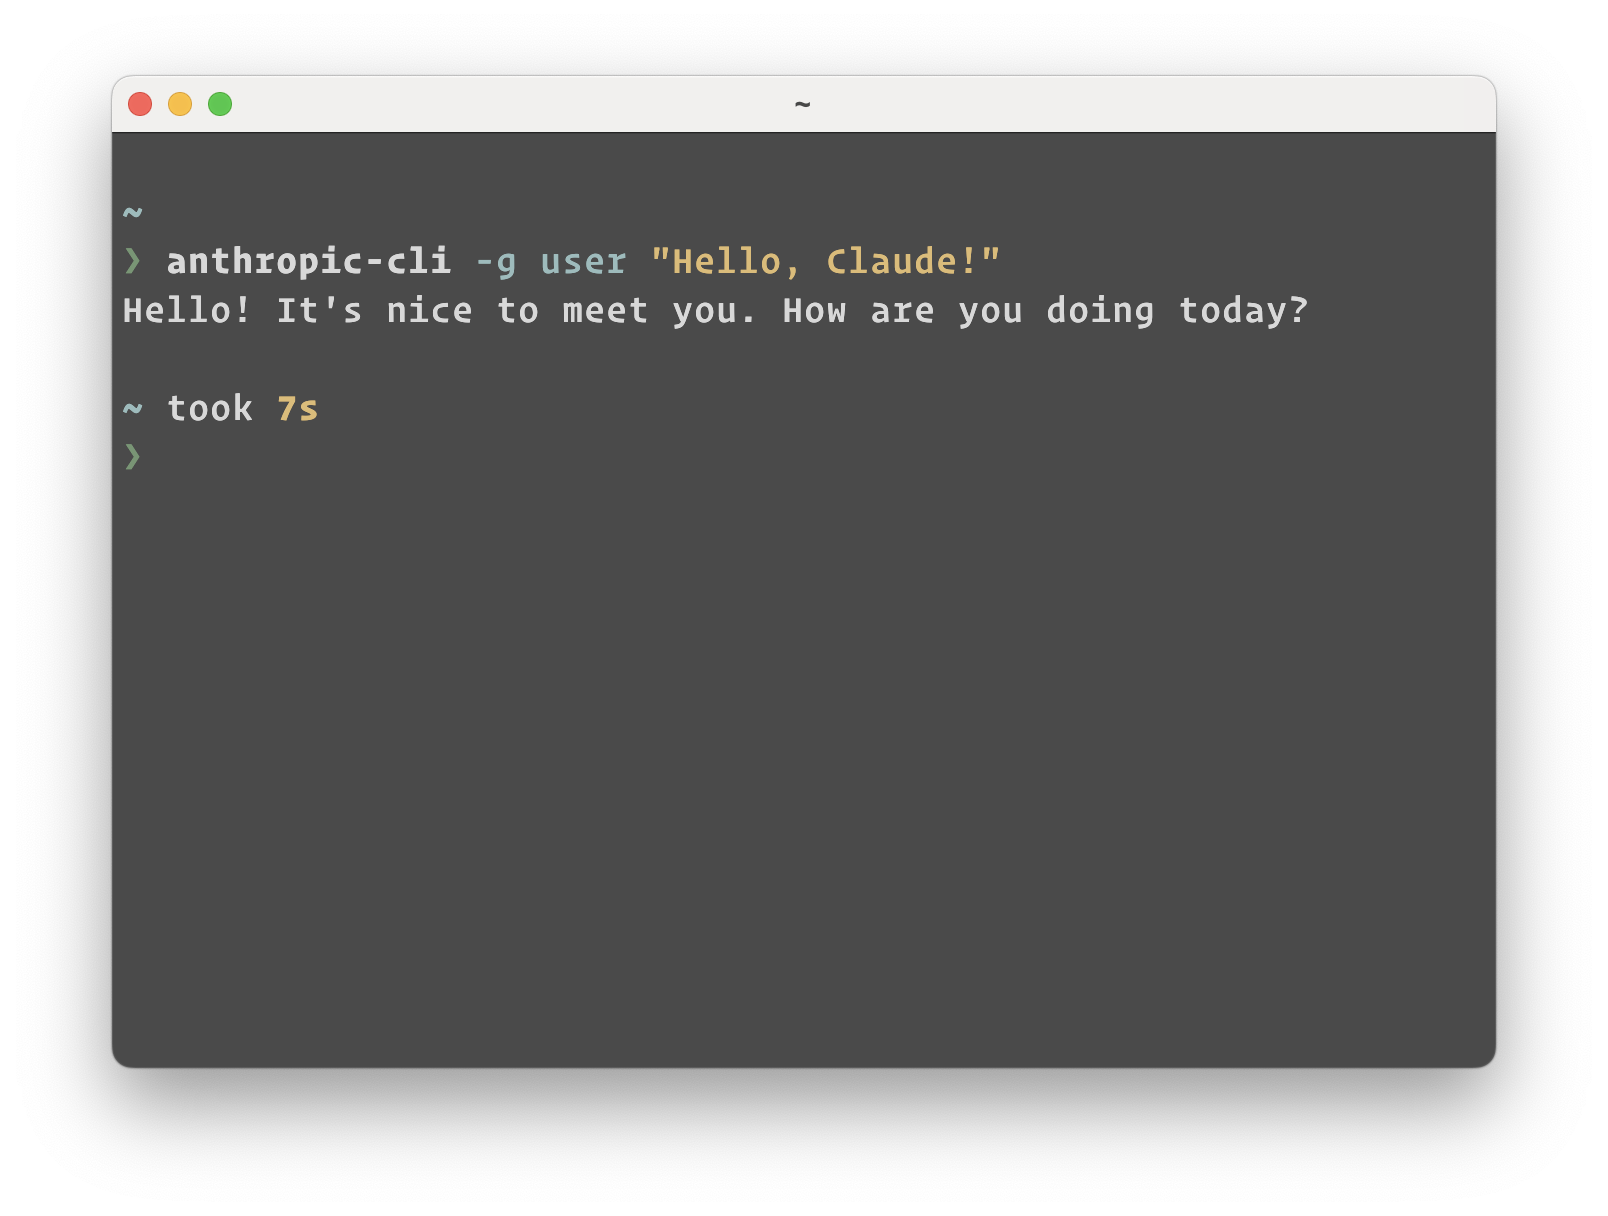 ~
~
❯ anthropic-cli -g user "Hello, Claude!"
Hello! It's nice to meet you. How are you doing today?
~ took 7s
❯